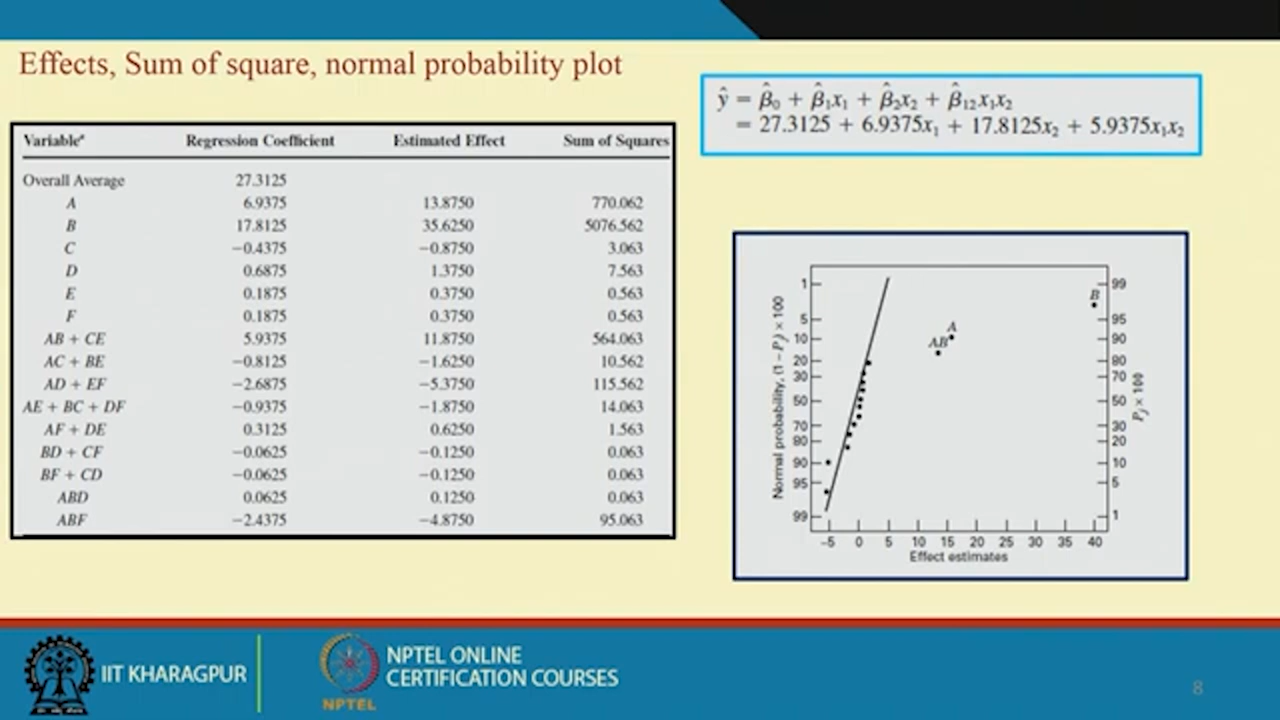 Effects, Sum of square, normal probability plot
ŷ = β̂₀ + β̂₁x₁ + β̂₂x₂ + β̂₁₂x₁x₂
= 27.3125 + 6.9375x₁ + 17.8125x₂ + 5.9375x₁x₂
Variableᵃ Regression Coefficient Estimated Effect Sum of Squares
Overall Average 27.3125
A 6.9375 13.8750 770.062
B 17.8125 35.6250 5076.562
C −0.4375 −0.8750 3.063
D 0.6875 1.3750 7.563
E 0.1875 0.3750 0.563
F 0.1875 0.3750 0.563
AB + CE 5.9375 11.8750 564.063
AC + BE −0.8125 −1.6250 10.562
AD + EF −2.6875 −5.3750 115.562
AE + BC + DF −0.9375 −1.8750 14.063
AF + DE 0.3125 0.6250 1.563
BD + CF −0.0625 −0.1250 0.063
BF + CD −0.0625 −0.1250 0.063
ABD 0.0625 0.1250 0.063
ABF −2.4375 −4.8750 95.063
Normal probability, (1 − Pⱼ) × 100
1
5
10
20
30
50
70
80
90
95
99
B
A
AB
99
95
90
80
70
50
30
20
10
5
1
Pⱼ × 100
−5 0 5 10 15 20 25 30 35 40
Effect estimates
IIT KHARAGPUR
NPTEL
NPTEL ONLINE
CERTIFICATION COURSES
8